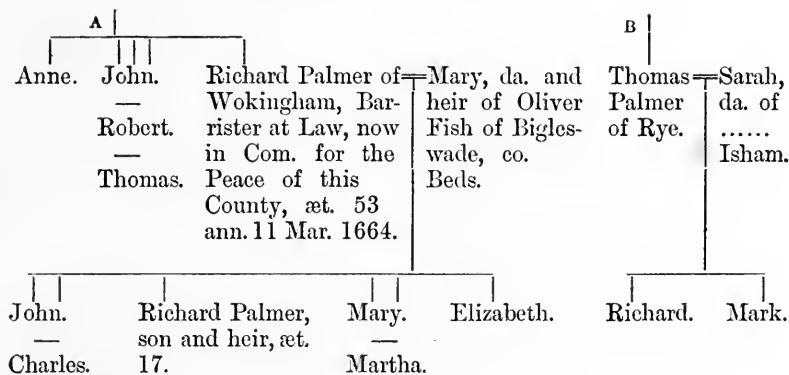 A
B
Anne.
John.
—
Robert.
—
Thomas.
Richard Palmer of
Wokingham, Bar-
rister at Law, now
in Com. for the
Peace of this
County, æt. 53
ann. 11 Mar. 1664.
Mary, da. and
heir of Oliver
Fish of Bigles-
wade, co.
Beds.
Thomas
Palmer
of Rye.
Sarah,
da. of
......
Isham.
John.
—
Charles.
Richard Palmer,
son and heir, æt.
17.
Mary.
—
Martha.
Elizabeth.
Richard.
Mark.